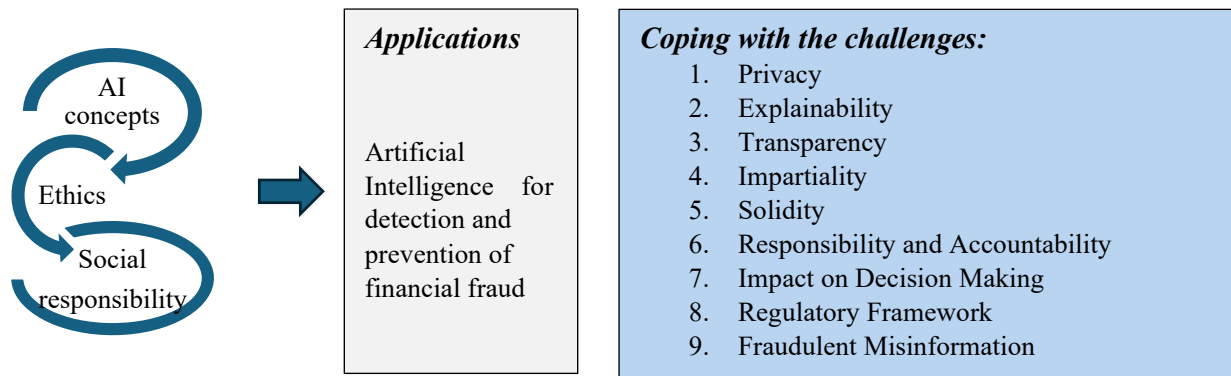 AI
concepts
Ethics
Social
responsibility
Applications
Artificial
Intelligence for
detection and
prevention of
financial fraud
Coping with the challenges:
1. Privacy
2. Explainability
3. Transparency
4. Impartiality
5. Solidity
6. Responsibility and Accountability
7. Impact on Decision Making
8. Regulatory Framework
9. Fraudulent Misinformation